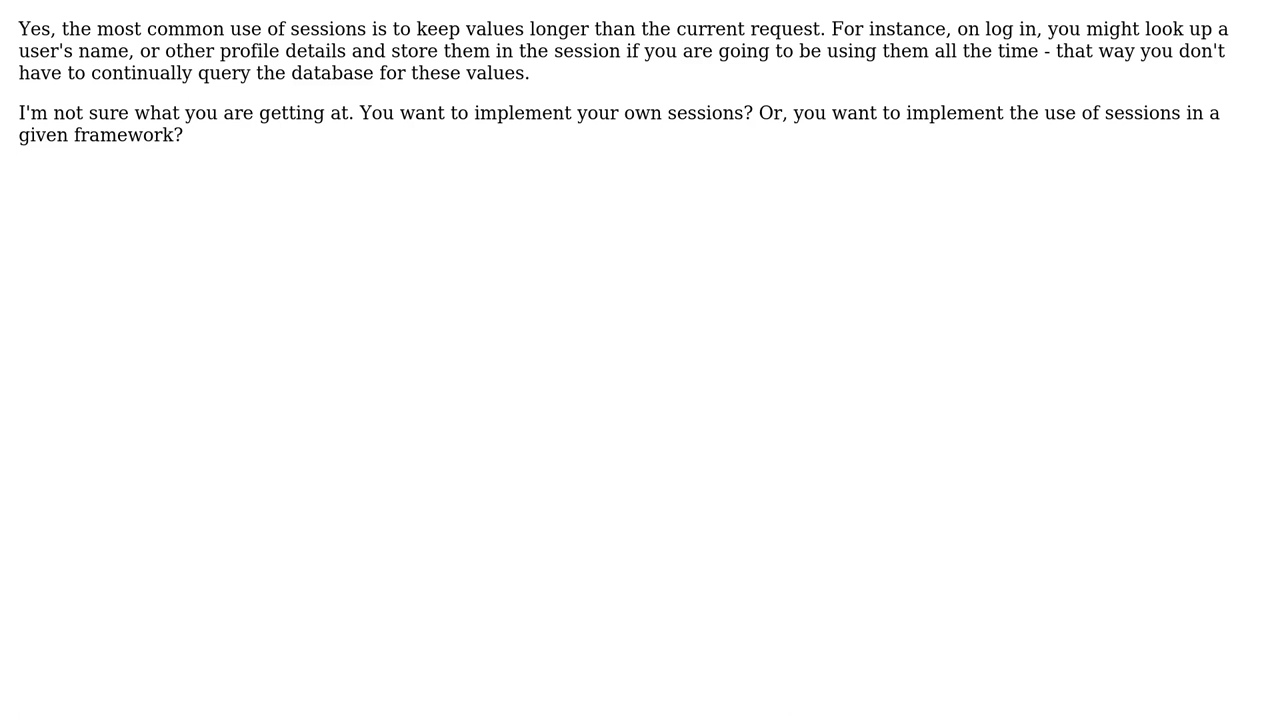 Yes, the most common use of sessions is to keep values longer than the current request. For instance, on log in, you might look up a
user's name, or other profile details and store them in the session if you are going to be using them all the time - that way you don't
have to continually query the database for these values.
I'm not sure what you are getting at. You want to implement your own sessions? Or, you want to implement the use of sessions in a
given framework?